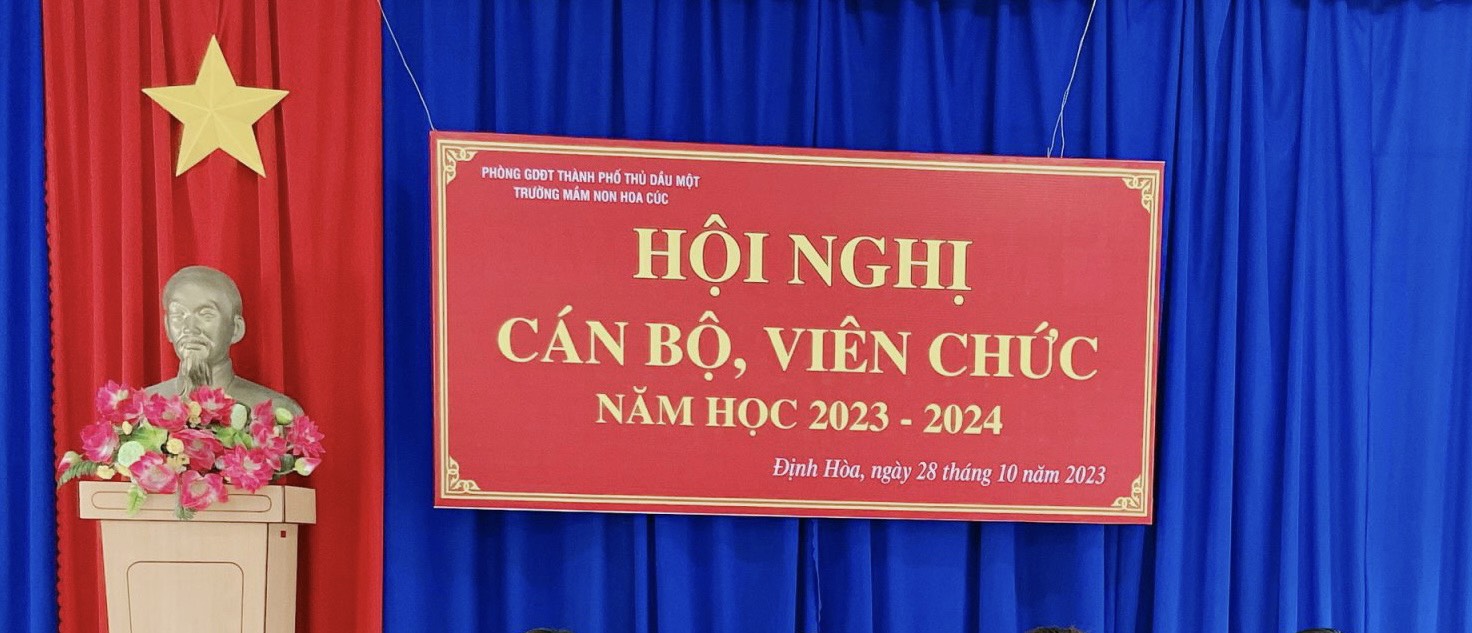 PHÒNG GDĐT THÀNH PHỐ THỦ DẦU MỘT
TRƯỜNG MẦM NON HOA CÚC
HỘI NGHỊ
CÁN BỘ, VIÊN CHỨC
NĂM HỌC 2023 - 2024
Định Hòa, ngày 28 tháng 10 năm 2023